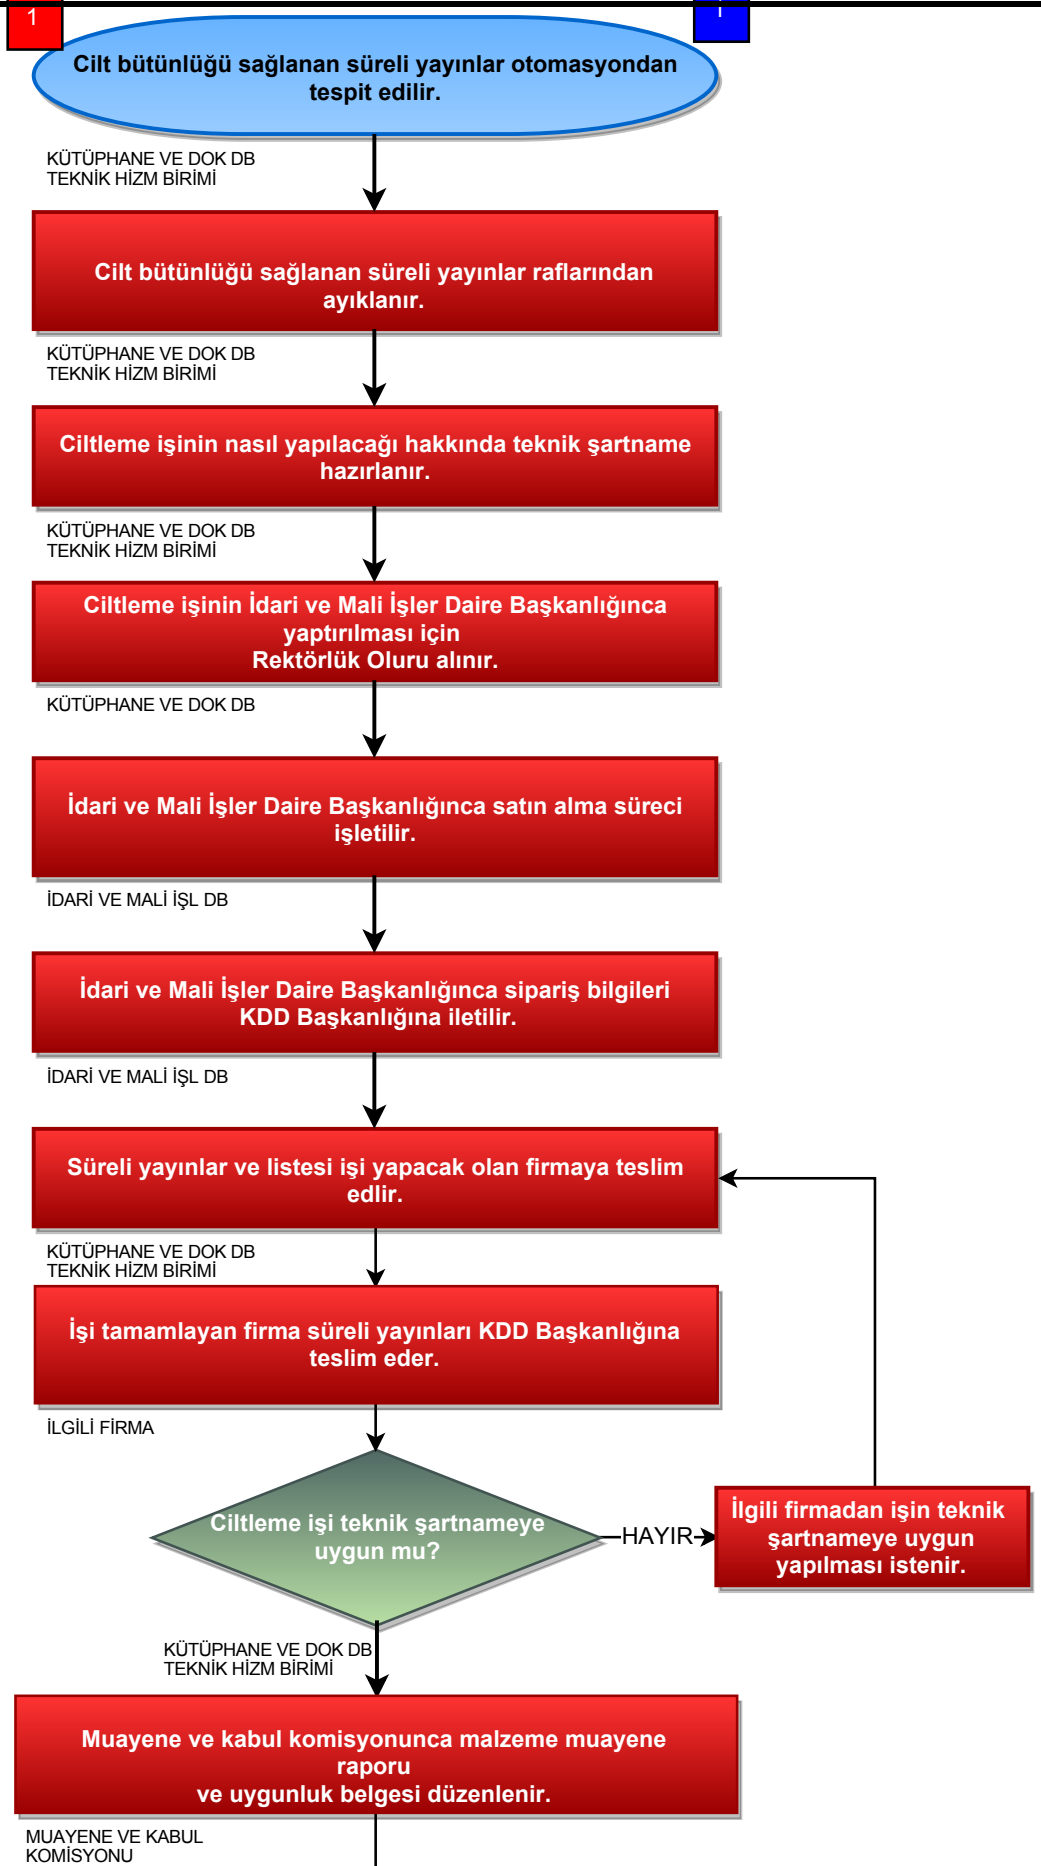 1
Cilt bütünlüğü sağlanan süreli yayınlar otomasyondan
tespit edilir.
KÜTÜPHANE VE DOK DB
TEKNİK HİZM BİRİMİ
Cilt bütünlüğü sağlanan süreli yayınlar raflarından
ayıklanır.
KÜTÜPHANE VE DOK DB
TEKNİK HİZM BİRİMİ
Ciltleme işinin nasıl yapılacağı hakkında teknik şartname
hazırlanır.
KÜTÜPHANE VE DOK DB
TEKNİK HİZM BİRİMİ
Ciltleme işinin İdari ve Mali İşler Daire Başkanlığınca
yaptırılması için
Rektörlük Oluru alınır.
KÜTÜPHANE VE DOK DB
İdari ve Mali İşler Daire Başkanlığınca satın alma süreci
işletilir.
İDARİ VE MALİ İŞL DB
İdari ve Mali İşler Daire Başkanlığınca sipariş bilgileri
KDD Başkanlığına iletilir.
İDARİ VE MALİ İŞL DB
Süreli yayınlar ve listesi işi yapacak olan firmaya teslim
edlir.
KÜTÜPHANE VE DOK DB
TEKNİK HİZM BİRİMİ
İşi tamamlayan firma süreli yayınları KDD Başkanlığına
teslim eder.
İLGİLİ FİRMA
Ciltleme işi teknik şartnameye
uygun mu?
HAYIR
İlgili firmadan işin teknik
şartnameye uygun
yapılması istenir.
KÜTÜPHANE VE DOK DB
TEKNİK HİZM BİRİMİ
Muayene ve kabul komisyonunca malzeme muayene
raporu
ve uygunluk belgesi düzenlenir.
MUAYENE VE KABUL
KOMİSYONU